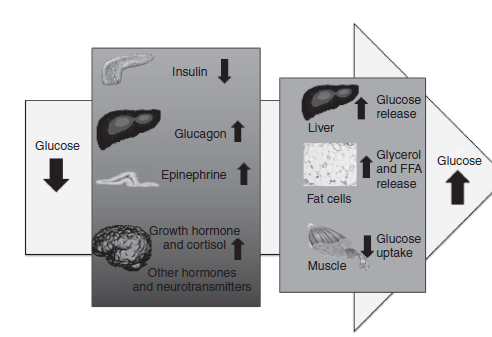 Glucose
Insulin
Glucagon
Epinephrine
Growth hormone
and cortisol
Other hormones
and neurotransmitters
Glucose
release
Liver
Glycerol
and FFA
release
Fat cells
Glucose
uptake
Muscle
Glucose